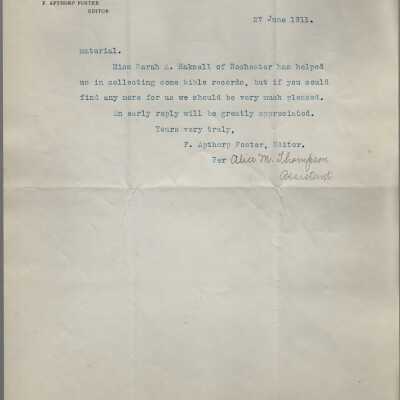 F. APTHORP FOSTER
EDITOR
27 June 1911.
material.
Miss Sarah A. of Rochester has helped
us in collecting some bible records, but if you could
find any more for us we should be very much pleased.
An early reply will be greatly appreciated.
Yours very truly,
F. Apthorp Foster, Editor.
Per Alice M. Thompson
Assistant